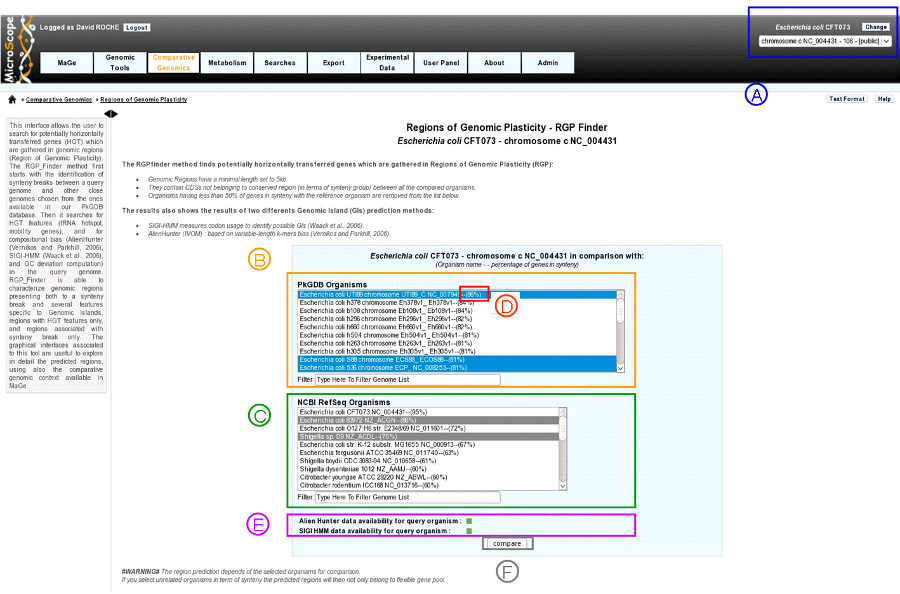 MicroScope
Logged as David ROCHE Logout
Escherichia coli CFT073 Change
chromosome c NC_004431 - 106 - [public]
MaGe
Genomic Tools
Comparative Genomics
Metabolism
Searches
Export
Experimental Data
User Panel
About
Admin
A
» Comparative Genomics » Regions of Genomic Plasticity
Text Format Help
This interface allows the user to
search for potentially horizontally
transferred genes (HGT) which
are gathered in genomic regions
(Region of Genomic Plasticity).
The RGP_Finder method first
starts with the identification of
synteny breaks between a query
genome and other close
genomes chosen from the ones
available in our PkGDB
database. Then it searches for
HGT features (tRNA hotspot,
mobility genes), and for
compositional bias (AlienHunter
(Vernikos and Parkhill, 2006),
SIGI-HMM (Waack et al., 2006),
and GC deviation computation)
in the query genome.
RGP_Finder is able to
characterize genomic regions
presenting both to a synteny
break and several features
specific to Genomic Islands,
regions with HGT features only,
and regions associated with
synteny break only. The
graphical interfaces associated
to this tool are useful to explore
in detail the predicted regions,
using also the comparative
genomic context available in
MaGe.
Regions of Genomic Plasticity - RGP Finder
Escherichia coli CFT073 - chromosome c NC_004431
The RGPfinder method finds potentially horizontally transferred genes which are gathered in Regions of Genomic Plasticity (RGP):
Genomic Regions have a minimal length set to 5kb.
They contain CDSs not belonging to conserved region (in terms of synteny group) between all the compared organisms.
Organisms having less than 50% of genes in synteny with the reference organism are removed from the list below.
The results also shows the results of two differents Genomic Island (GIs) prediction methods:
SIGI-HMM measures codon usage to identify possible GIs (Waack et al., 2006).
AlienHunter (IVOM) : based on variable-length k-mers bias (Vernikos and Parkhill, 2006)
B
Escherichia coli CFT073 - chromosome c NC_004431 in comparison with:
(Organism name - - percentage of genes in synteny)
PkGDB Organisms
Escherichia coli UTI89 chromosome UTI89_C NC_007946--(86%)
Escherichia coli h378 chromosome Eh378v1_ Eh378v1--(84%)
Escherichia coli b108 chromosome Eb108v1_ Eb108v1--(84%)
Escherichia coli h296 chromosome Eh296v1_ Eh296v1--(82%)
Escherichia coli h660 chromosome Eh660v1_ Eh660v1--(82%)
Escherichia coli h504 chromosome Eh504v1_ Eh504v1--(81%)
Escherichia coli h263 chromosome Eh263v1_ Eh263v1--(81%)
Escherichia coli h305 chromosome Eh305v1_ Eh305v1--(81%)
Escherichia coli S88 chromosome ECS88_ ECOS88--(81%)
Escherichia coli 536 chromosome ECP_ NC_008253--(81%)
Filter: Type Here To Filter Genome List
D
C
NCBI RefSeq Organisms
Escherichia coli CFT073 NC_004431--(95%)
Escherichia coli 83972 NZ_ACGN--(86%)
Escherichia coli O127:H6 str. E2348/69 NC_011601--(72%)
Shigella sp. D9 NZ_ACDL--(70%)
Escherichia coli str. K-12 substr. MG1655 NC_000913--(67%)
Escherichia fergusonii ATCC 35469 NC_011740--(63%)
Shigella boydii CDC 3083-94 NC_010658--(61%)
Shigella dysenteriae 1012 NZ_AAMJ--(60%)
Citrobacter youngae ATCC 29220 NZ_ABWL--(60%)
Citrobacter rodentium ICC168 NC_013716--(60%)
Filter: Type Here To Filter Genome List
E
Alien Hunter data availability for query organism :
SIGI HMM data availability for query organism :
compare
F
#WARNING# The region prediction depends of the selected organisms for comparison.
If you select unrelated organisms in term of synteny the predicted regions will then not only belong to flexible gene pool.